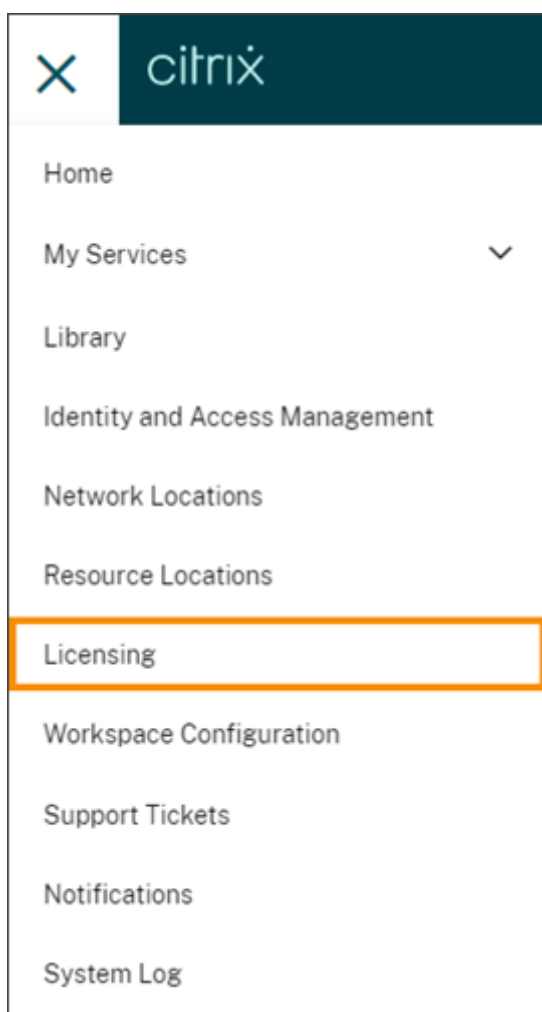 citrix
Home
My Services
Library
Identity and Access Management
Network Locations
Resource Locations
Licensing
Workspace Configuration
Support Tickets
Notifications
System Log